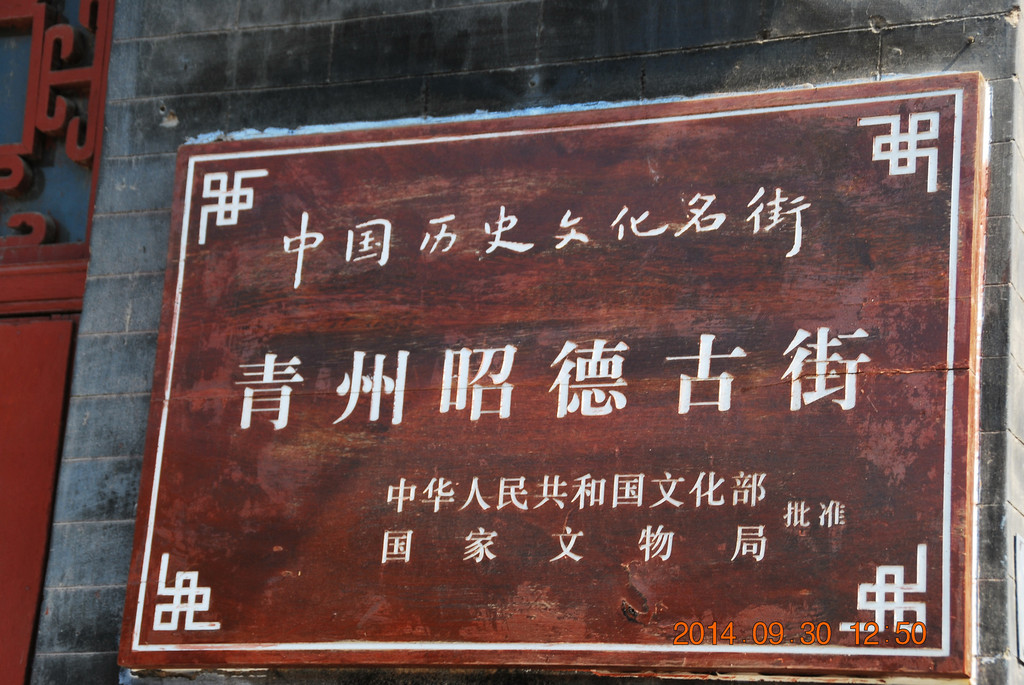 中国历史文化名街
青州昭德古街
中华人民共和国文化部
国家文物局
批准
2014.09.30 12:50